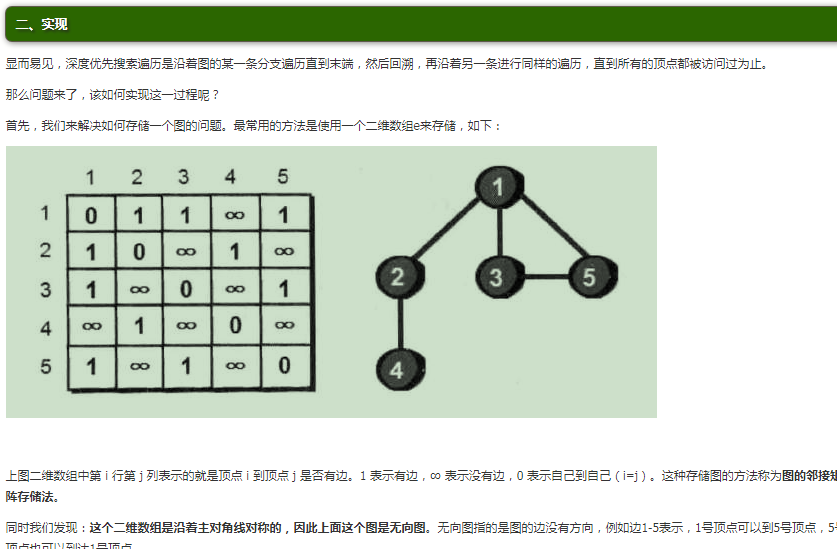 二、实现
显而易见，深度优先搜索遍历是沿着图的某一条分支遍历直到末端，然后回溯，再沿着另一条进行同样的遍历，直到所有的顶点都被访问过为止。
那么问题来了，该如何实现这一过程呢？
首先，我们来解决如何存储一个图的问题。最常用的方法是使用一个二维数组e来存储，如下：
1 2 3 4 5
1 0 1 1 ∞ 1
2 1 0 ∞ 1 ∞
3 1 ∞ 0 ∞ 1
4 ∞ 1 ∞ 0 ∞
5 1 ∞ 1 ∞ 0
1
2 3 5
4
上图二维数组中第 i 行第 j 列表示的就是顶点 i 到顶点 j 是否有边。1 表示有边，∞ 表示没有边，0 表示自己到自己（i=j）。这种存储图的方法称为图的邻接矩
阵存储法。
同时我们发现：这个二维数组是沿着主对角线对称的，因此上面这个图是无向图。无向图指的是图的边没有方向，例如边1-5表示，1号顶点可以到5号顶点，5号
顶点也可以到达1号顶点